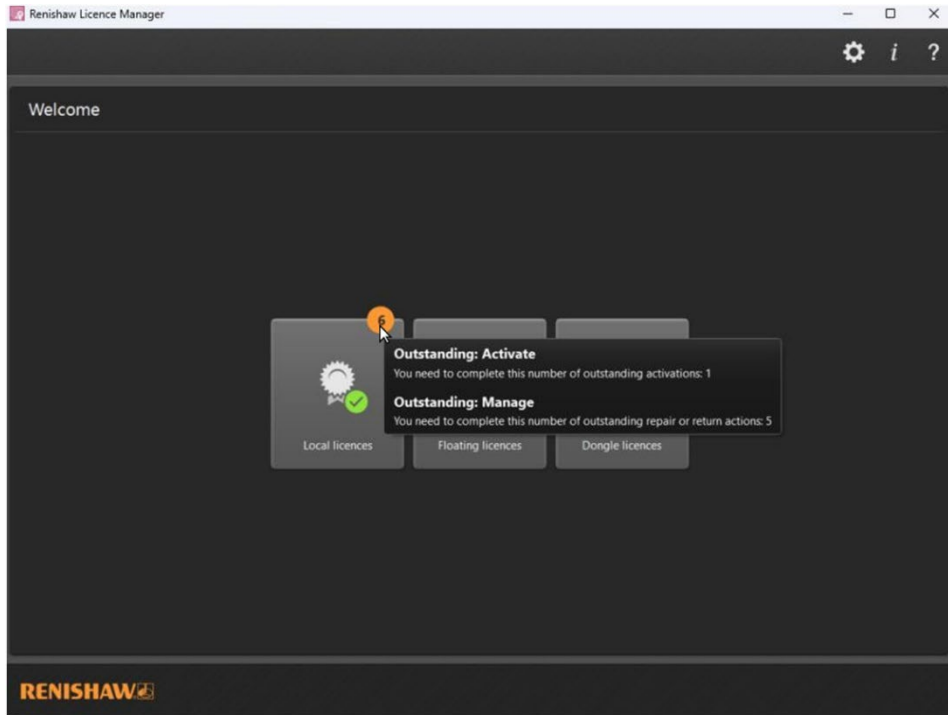 Renishaw Licence Manager
i ?
Welcome
6
Outstanding: Activate
You need to complete this number of outstanding activations: 1
Outstanding: Manage
You need to complete this number of outstanding repair or return actions: 5
Local licences
Floating licences
Dongle licences
RENISHAW